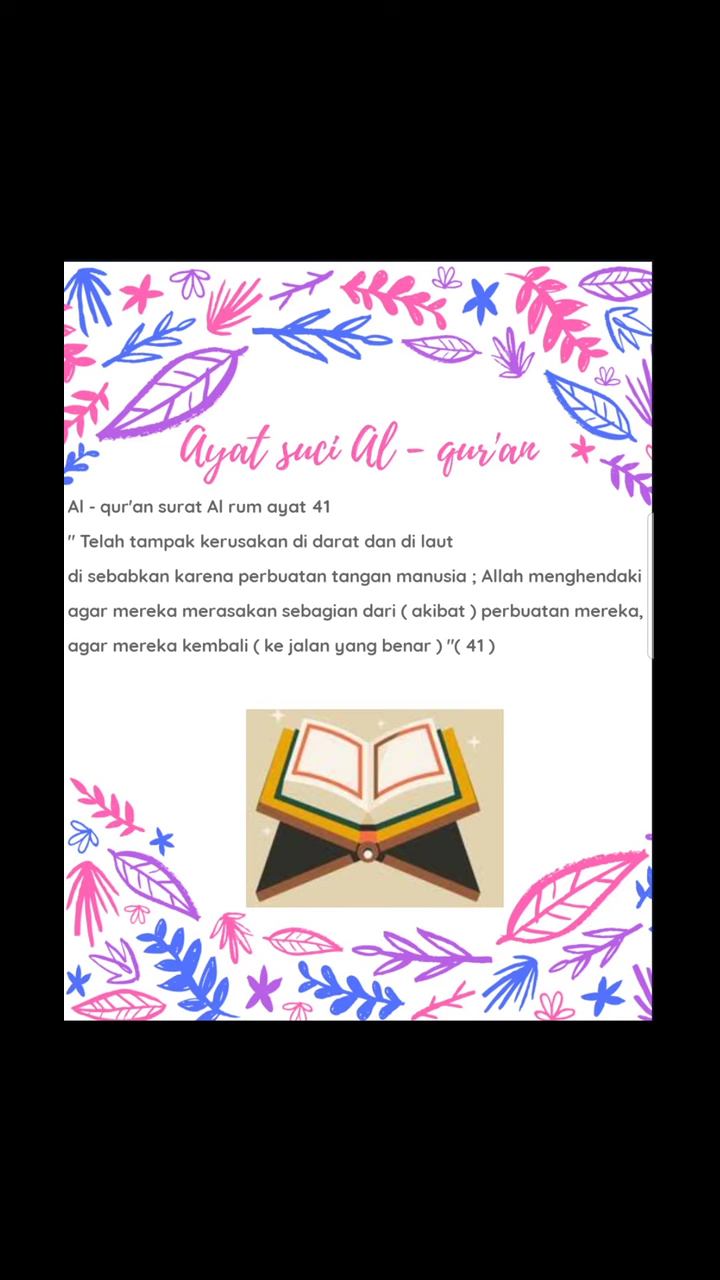 Ayat suci Al - qur'an
Al - qur'an surat Al rum ayat 41
" Telah tampak kerusakan di darat dan di laut
di sebabkan karena perbuatan tangan manusia ; Allah menghendaki
agar mereka merasakan sebagian dari ( akibat ) perbuatan mereka,
agar mereka kembali ( ke jalan yang benar ) "( 41 )